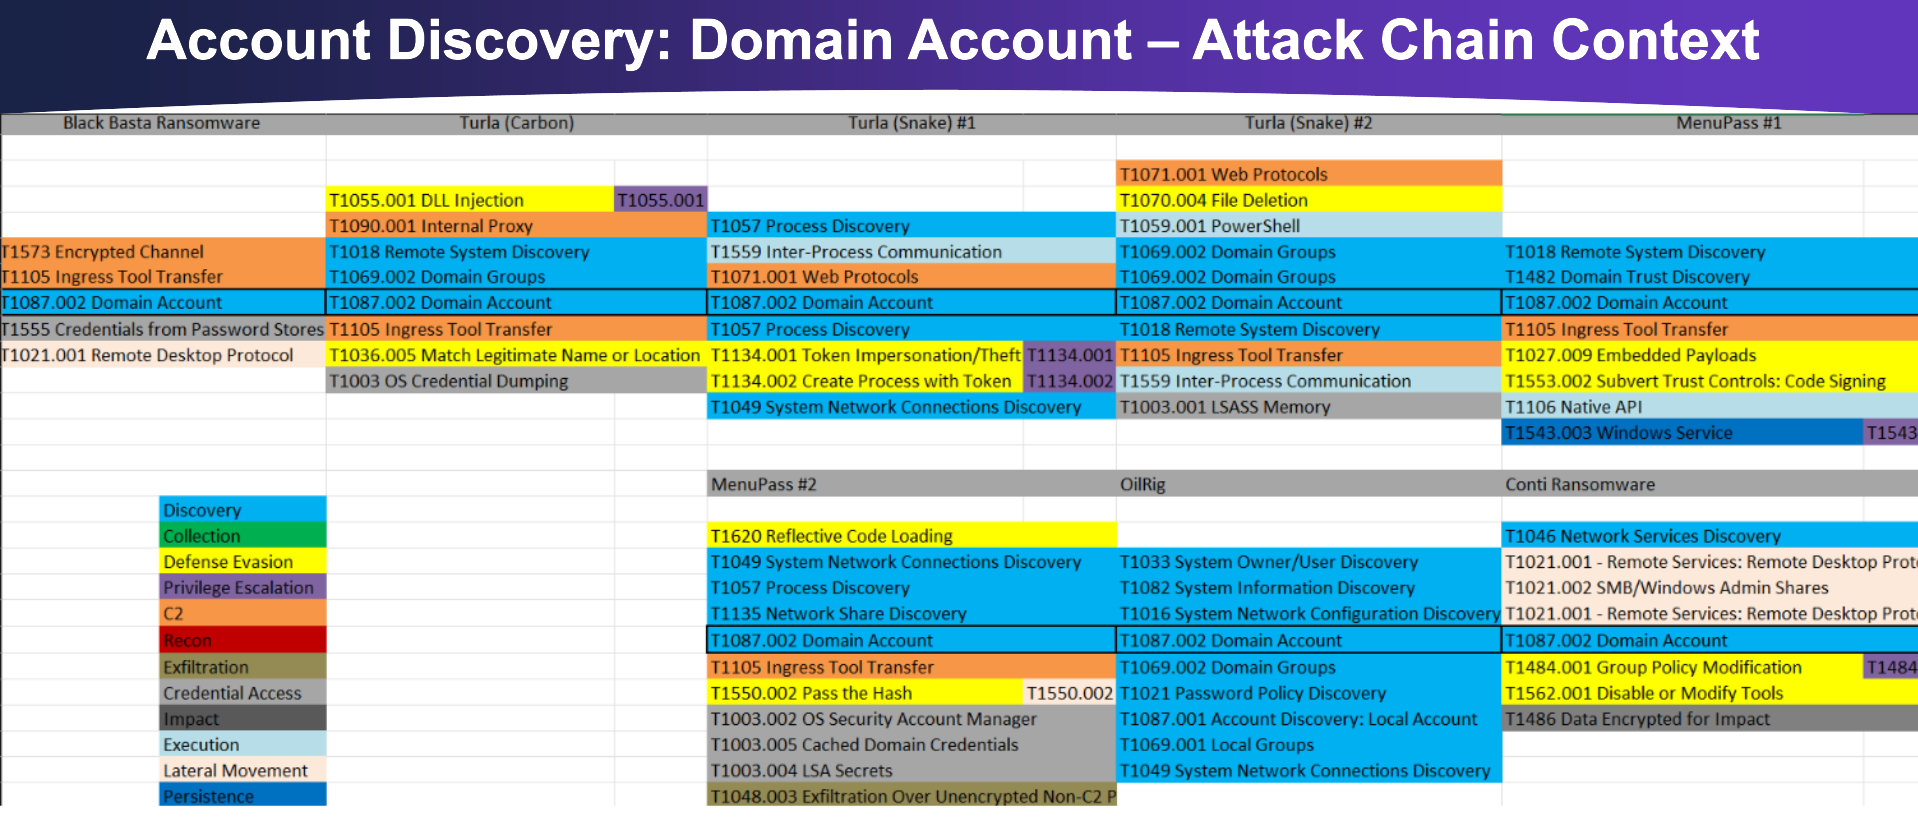 Account Discovery: Domain Account – Attack Chain Context
Black Basta Ransomware Turla (Carbon) Turla (Snake) #1 Turla (Snake) #2 MenuPass #1
T1071.001 Web Protocols
T1055.001 DLL Injection T1055.001 T1070.004 File Deletion
T1090.001 Internal Proxy T1057 Process Discovery T1059.001 PowerShell
T1573 Encrypted Channel T1018 Remote System Discovery T1559 Inter-Process Communication T1069.002 Domain Groups T1018 Remote System Discovery
T1105 Ingress Tool Transfer T1069.002 Domain Groups T1071.001 Web Protocols T1069.002 Domain Groups T1482 Domain Trust Discovery
T1087.002 Domain Account T1087.002 Domain Account T1087.002 Domain Account T1087.002 Domain Account T1087.002 Domain Account
T1555 Credentials from Password Stores T1105 Ingress Tool Transfer T1057 Process Discovery T1018 Remote System Discovery T1105 Ingress Tool Transfer
T1021.001 Remote Desktop Protocol T1036.005 Match Legitimate Name or Location T1134.001 Token Impersonation/Theft T1134.001 T1105 Ingress Tool Transfer T1027.009 Embedded Payloads
T1003 OS Credential Dumping T1134.002 Create Process with Token T1134.002 T1559 Inter-Process Communication T1553.002 Subvert Trust Controls: Code Signing
T1049 System Network Connections Discovery T1003.001 LSASS Memory T1106 Native API
T1543.003 Windows Service T1543
MenuPass #2 OilRig Conti Ransomware
Discovery
Collection T1620 Reflective Code Loading T1046 Network Services Discovery
Defense Evasion T1049 System Network Connections Discovery T1033 System Owner/User Discovery T1021.001 - Remote Services: Remote Desktop Prot
Privilege Escalation T1057 Process Discovery T1082 System Information Discovery T1021.002 SMB/Windows Admin Shares
C2 T1135 Network Share Discovery T1016 System Network Configuration Discovery T1021.001 - Remote Services: Remote Desktop Prot
Recon T1087.002 Domain Account T1087.002 Domain Account T1087.002 Domain Account
Exfiltration T1105 Ingress Tool Transfer T1069.002 Domain Groups T1484.001 Group Policy Modification T1484
Credential Access T1550.002 Pass the Hash T1550.002 T1021 Password Policy Discovery T1562.001 Disable or Modify Tools
Impact T1003.002 OS Security Account Manager T1087.001 Account Discovery: Local Account T1486 Data Encrypted for Impact
Execution T1003.005 Cached Domain Credentials T1069.001 Local Groups
Lateral Movement T1003.004 LSA Secrets T1049 System Network Connections Discovery
Persistence T1048.003 Exfiltration Over Unencrypted Non-C2 P